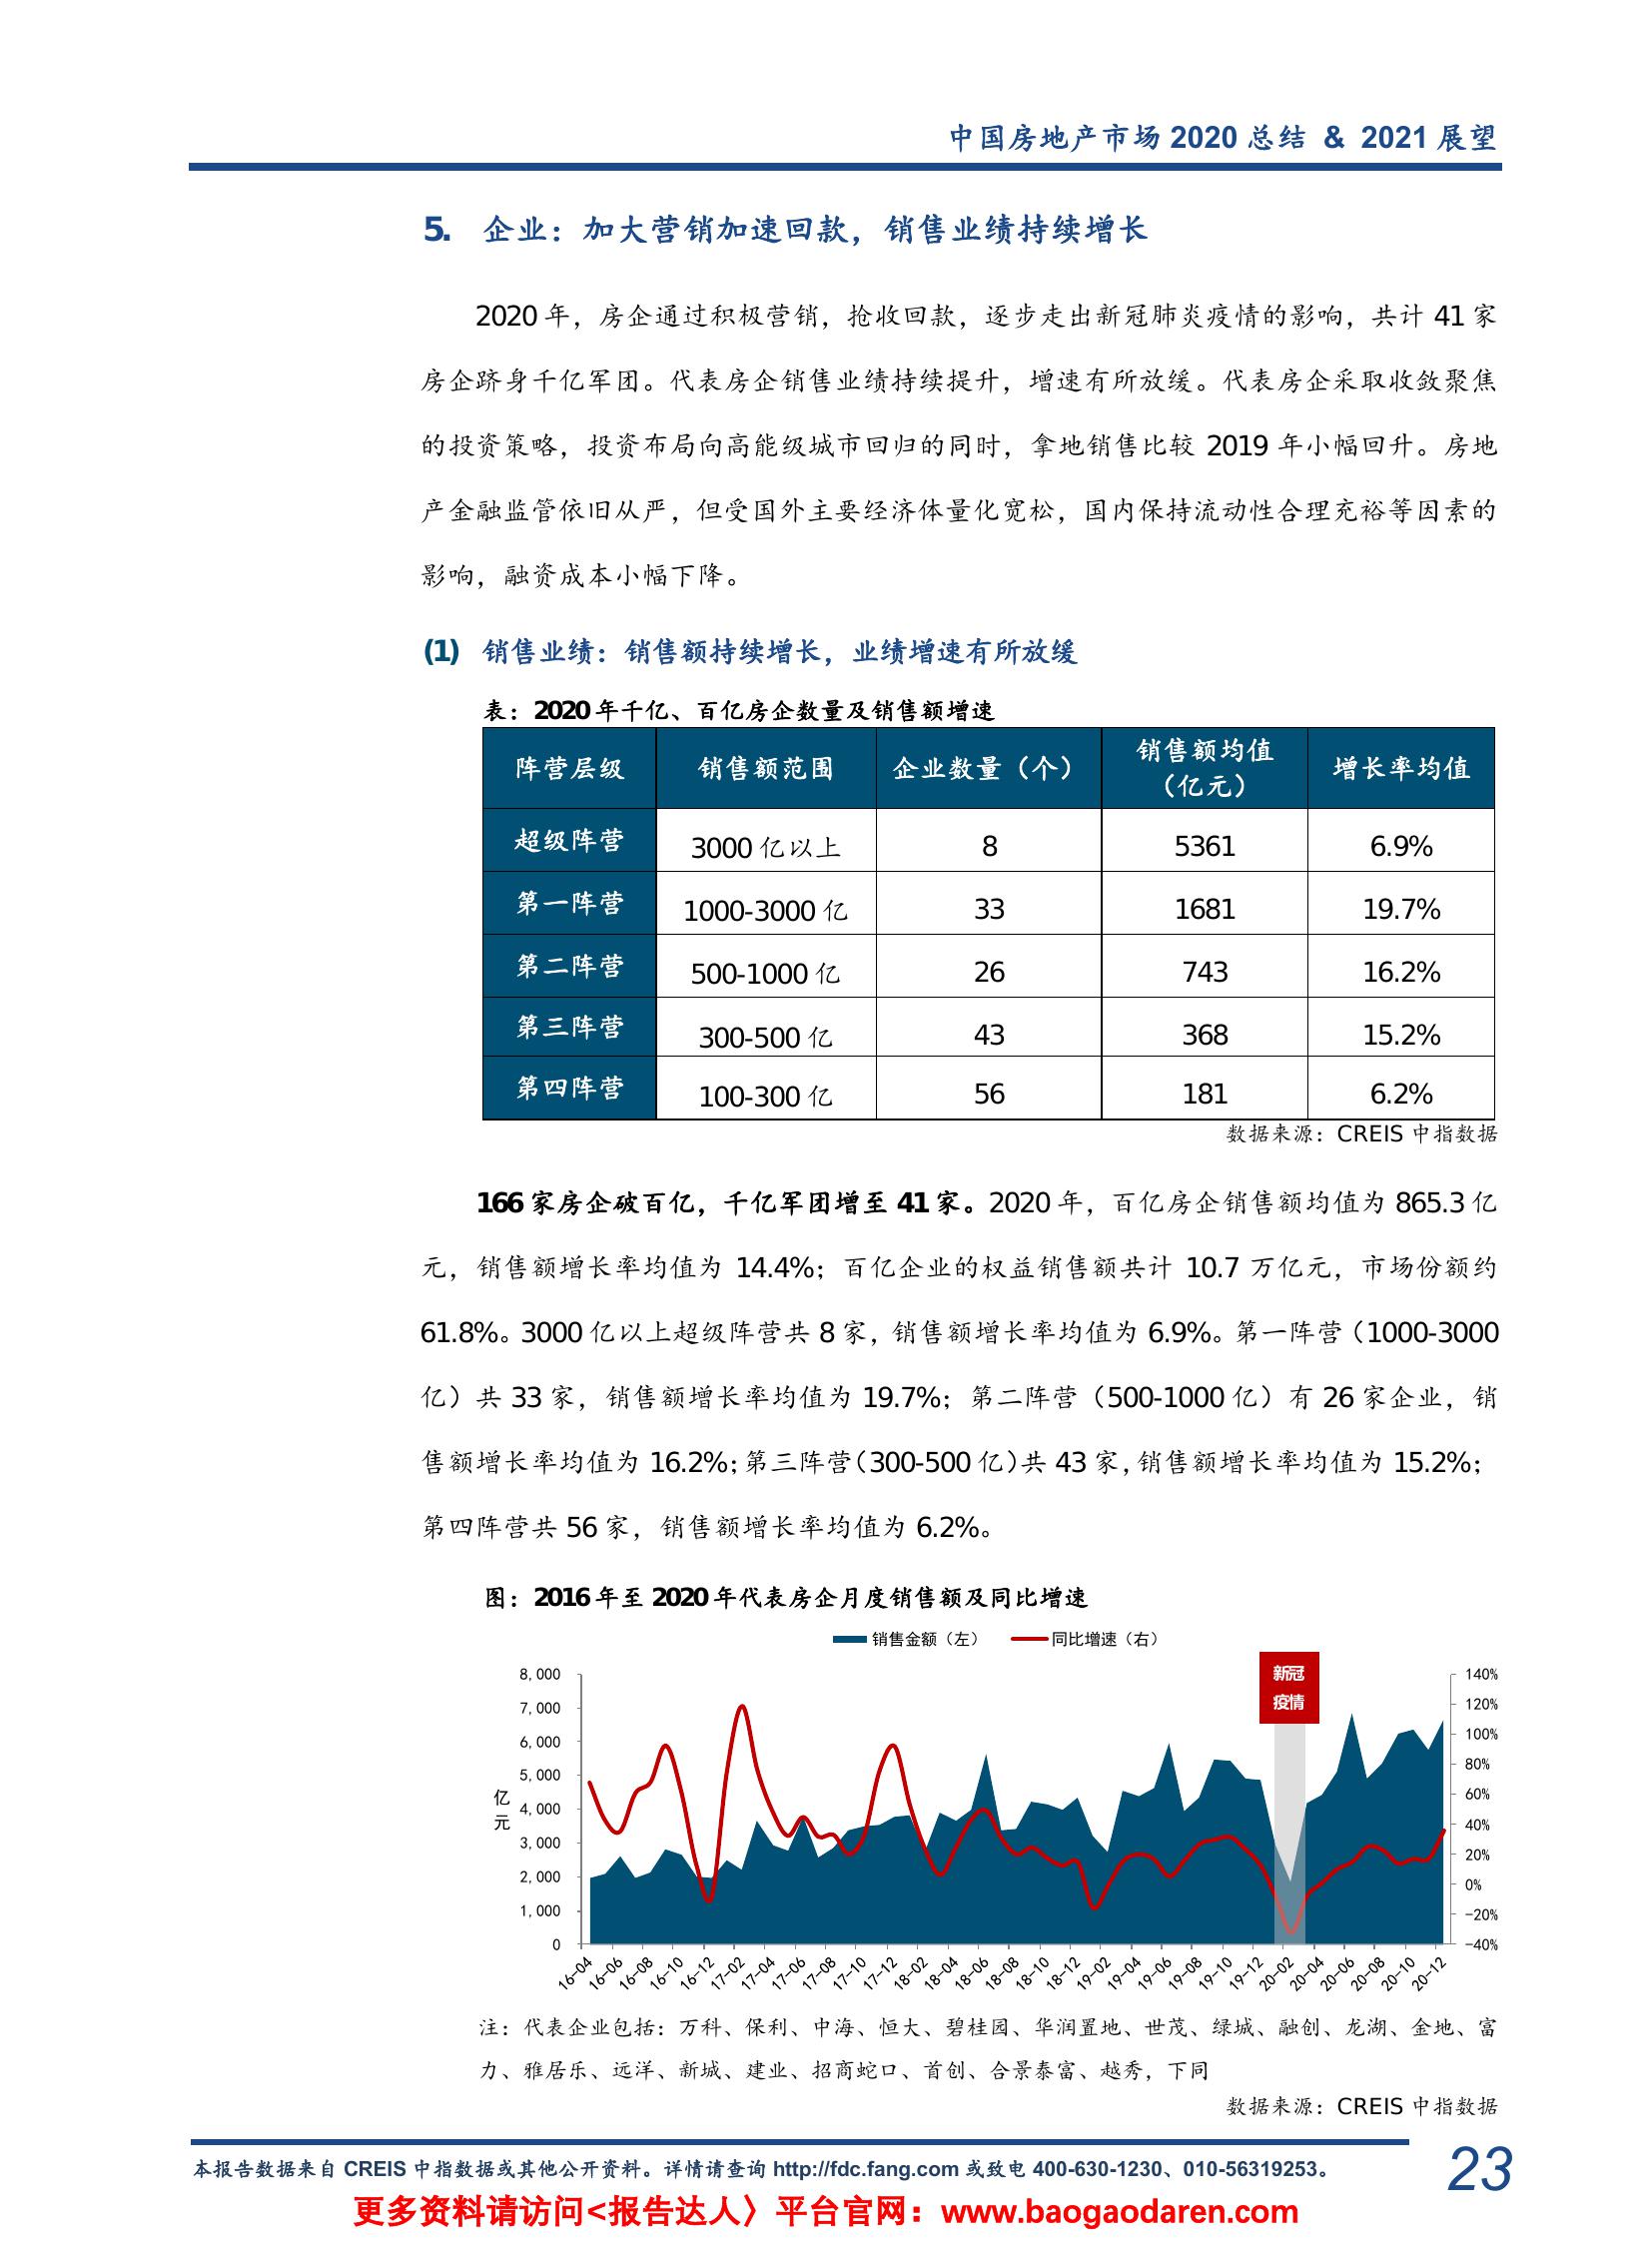 中国房地产市场 2020 总结 & 2021 展望
5. 企业：加大营销加速回款，销售业绩持续增长
2020 年，房企通过积极营销，抢收回款，逐步走出新冠肺炎疫情的影响，共计 41 家
房企跻身千亿军团。代表房企销售业绩持续提升，增速有所放缓。代表房企采取收敛聚焦
的投资策略，投资布局向高能级城市回归的同时，拿地销售比较 2019 年小幅回升。房地
产金融监管依旧从严，但受国外主要经济体量化宽松，国内保持流动性合理充裕等因素的
影响，融资成本小幅下降。
(1) 销售业绩：销售额持续增长，业绩增速有所放缓
表：2020 年千亿、百亿房企数量及销售额增速
阵营层级 销售额范围 企业数量（个） 销售额均值（亿元） 增长率均值
超级阵营 3000 亿以上 8 5361 6.9%
第一阵营 1000-3000 亿 33 1681 19.7%
第二阵营 500-1000 亿 26 743 16.2%
第三阵营 300-500 亿 43 368 15.2%
第四阵营 100-300 亿 56 181 6.2%
数据来源：CREIS 中指数据
166 家房企破百亿，千亿军团增至 41 家。2020 年，百亿房企销售额均值为 865.3 亿
元，销售额增长率均值为 14.4%；百亿企业的权益销售额共计 10.7 万亿元，市场份额约
61.8%。3000 亿以上超级阵营共 8 家，销售额增长率均值为 6.9%。第一阵营（1000-3000
亿）共 33 家，销售额增长率均值为 19.7%；第二阵营（500-1000 亿）有 26 家企业，销
售额增长率均值为 16.2%；第三阵营（300-500 亿）共 43 家，销售额增长率均值为 15.2%；
第四阵营共 56 家，销售额增长率均值为 6.2%。
图：2016 年至 2020 年代表房企月度销售额及同比增速
销售金额（左） 同比增速（右）
新冠
疫情
亿
元
8,000
7,000
6,000
5,000
4,000
3,000
2,000
1,000
0
140%
120%
100%
80%
60%
40%
20%
0%
-20%
-40%
16-04 16-06 16-08 16-10 16-12 17-02 17-04 17-06 17-08 17-10 17-12 18-02 18-04 18-06 18-08 18-10 18-12 19-02 19-04 19-06 19-08 19-10 19-12 20-02 20-04 20-06 20-08 20-10 20-12
注：代表企业包括：万科、保利、中海、恒大、碧桂园、华润置地、世茂、绿城、融创、龙湖、金地、富
力、雅居乐、远洋、新城、建业、招商蛇口、首创、合景泰富、越秀，下同
数据来源：CREIS 中指数据
本报告数据来自 CREIS 中指数据或其他公开资料。详情请查询 http://fdc.fang.com 或致电 400-630-1230、010-56319253。
23
更多资料请访问<报告达人〉平台官网：www.baogaodaren.com